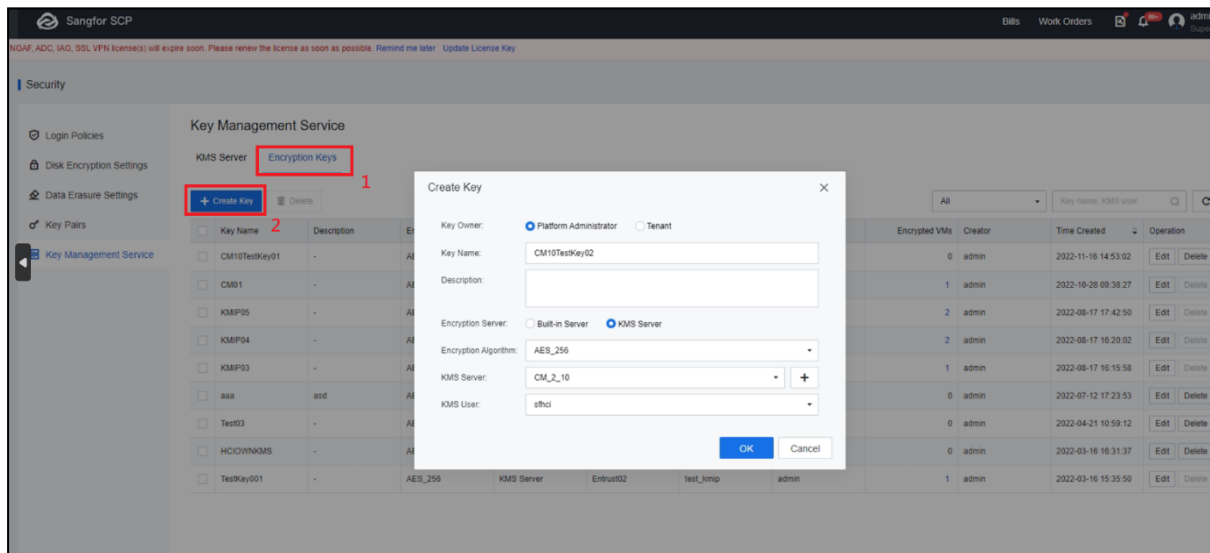 Sangfor SCP Bills Work Orders 99+
NGAF, ADC, IAG, SSL VPN license(s) will expire soon. Please renew the license as soon as possible. Remind me later Update License Key
Security
Login Policies
Disk Encryption Settings
Data Erasure Settings
Key Pairs
Key Management Service
Key Management Service
KMS Server Encryption Keys
1
+ Create Key Delete All Key name, KMS user
2
Key Name Description Encrypted VMs Creator Time Created Operation
CM10TestKey01 - 0 admin 2022-11-16 14:53:02 Edit Delete
CM01 - 1 admin 2022-10-28 09:38:27 Edit Delete
KMIP05 - 2 admin 2022-08-17 17:42:50 Edit Delete
KMIP04 - 2 admin 2022-08-17 16:20:02 Edit Delete
KMIP03 - 1 admin 2022-08-17 16:15:58 Edit Delete
aaa asd 0 admin 2022-07-12 17:23:53 Edit Delete
Test03 - 0 admin 2022-04-21 10:59:12 Edit Delete
HCIOWNKMS - 0 admin 2022-03-16 16:31:37 Edit Delete
TestKey001 - AES_256 KMS Server Entrust02 test_kmip admin 1 admin 2022-03-16 15:35:50 Edit Delete
Create Key
Key Owner: Platform Administrator Tenant
Key Name: CM10TestKey02
Description:
Encryption Server: Built-in Server KMS Server
Encryption Algorithm: AES_256
KMS Server: CM_2_10 +
KMS User: sfhci
OK Cancel